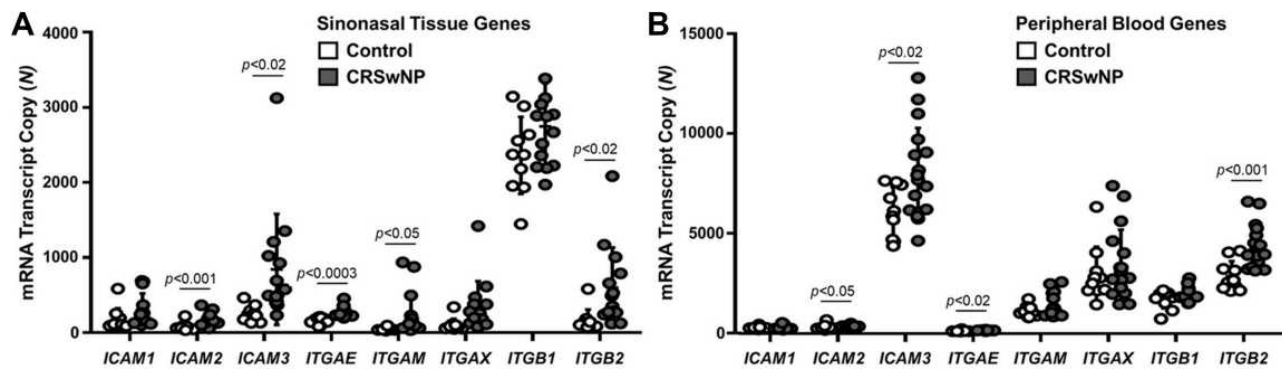 A
Sinonasal Tissue Genes
Control
CRSwNP
mRNA Transcript Copy (N)
4000
3000
2000
1000
0
p<0.001
p<0.02
p<0.0003
p<0.05
p<0.02
ICAM1 ICAM2 ICAM3 ITGAE ITGAM ITGAX ITGB1 ITGB2
B
Peripheral Blood Genes
Control
CRSwNP
mRNA Transcript Copy (N)
15000
10000
5000
0
p<0.05
p<0.02
p<0.02
p<0.001
ICAM1 ICAM2 ICAM3 ITGAE ITGAM ITGAX ITGB1 ITGB2